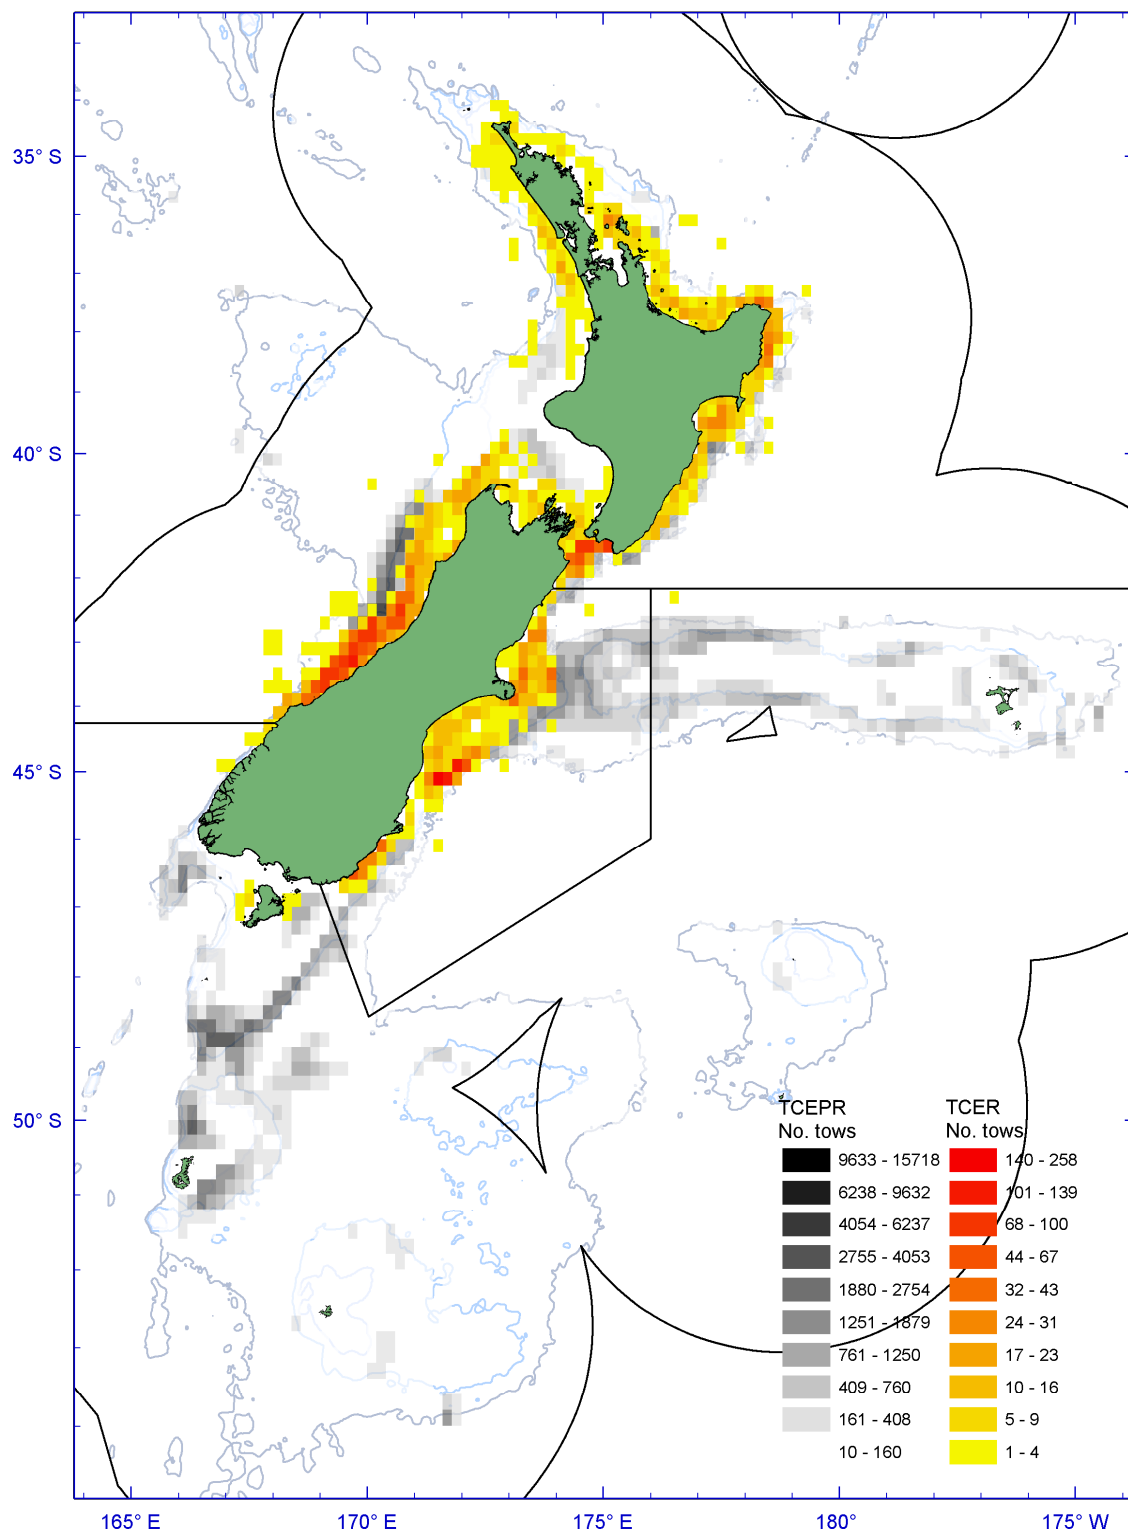 35° S
40° S
45° S
50° S
TCEPR TCER
No. tows No. tows
9633 - 15718 140 - 258
6238 - 9632 101 - 139
4054 - 6237 68 - 100
2755 - 4053 44 - 67
1880 - 2754 32 - 43
1251 - 1879 24 - 31
761 - 1250 17 - 23
409 - 760 10 - 16
161 - 408 5 - 9
10 - 160 1 - 4
165° E 170° E 175° E 180° 175° W